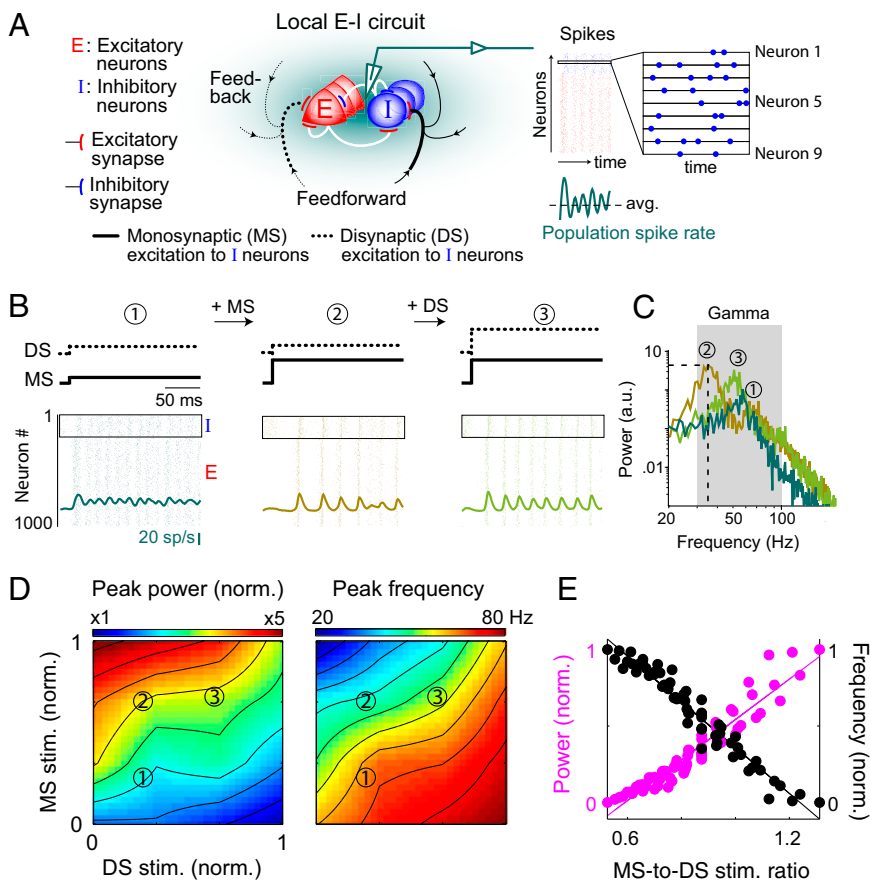 A
Local E-I circuit
E : Excitatory
neurons
I : Inhibitory
neurons
Excitatory
synapse
Inhibitory
synapse
Feed-
back
E
I
Feedforward
Monosynaptic (MS)
excitation to I neurons
Disynaptic (DS)
excitation to I neurons
Spikes
Neurons
time
Neuron 1
Neuron 5
Neuron 9
time
avg.
Population spike rate
B
1
+ MS
2
+ DS
3
DS
MS
50 ms
Neuron #
1
1000
I
E
20 sp/s
C
Gamma
Power (a.u.)
10
.01
2
3
1
20
50
100
Frequency (Hz)
D
Peak power (norm.)
x1
x5
Peak frequency
20
80 Hz
MS stim. (norm.)
1
0
2
3
1
2
3
1
0
1
DS stim. (norm.)
E
Power (norm.)
1
0
1
0
Frequency (norm.)
0.6
1.2
MS-to-DS stim. ratio